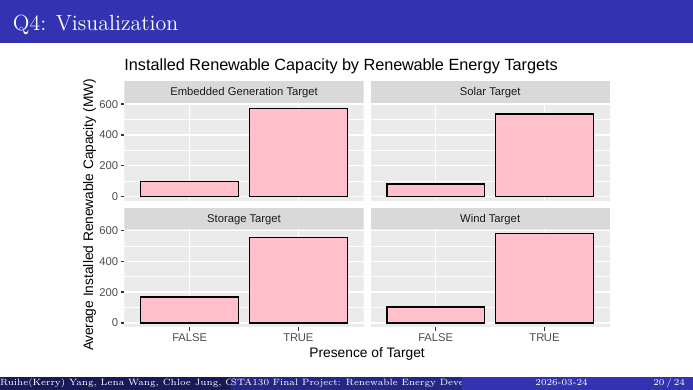 Q4: Visualization
Installed Renewable Capacity by Renewable Energy Targets
Average Installed Renewable Capacity (MW)
Embedded Generation Target
Solar Target
600
400
200
0
Storage Target
Wind Target
600
400
200
0
FALSE
TRUE
FALSE
TRUE
Presence of Target
Ruihe(Kerry) Yang, Lena Wang, Chloe Jung,
STA130 Final Project: Renewable Energy
2026-03-24
20 / 24